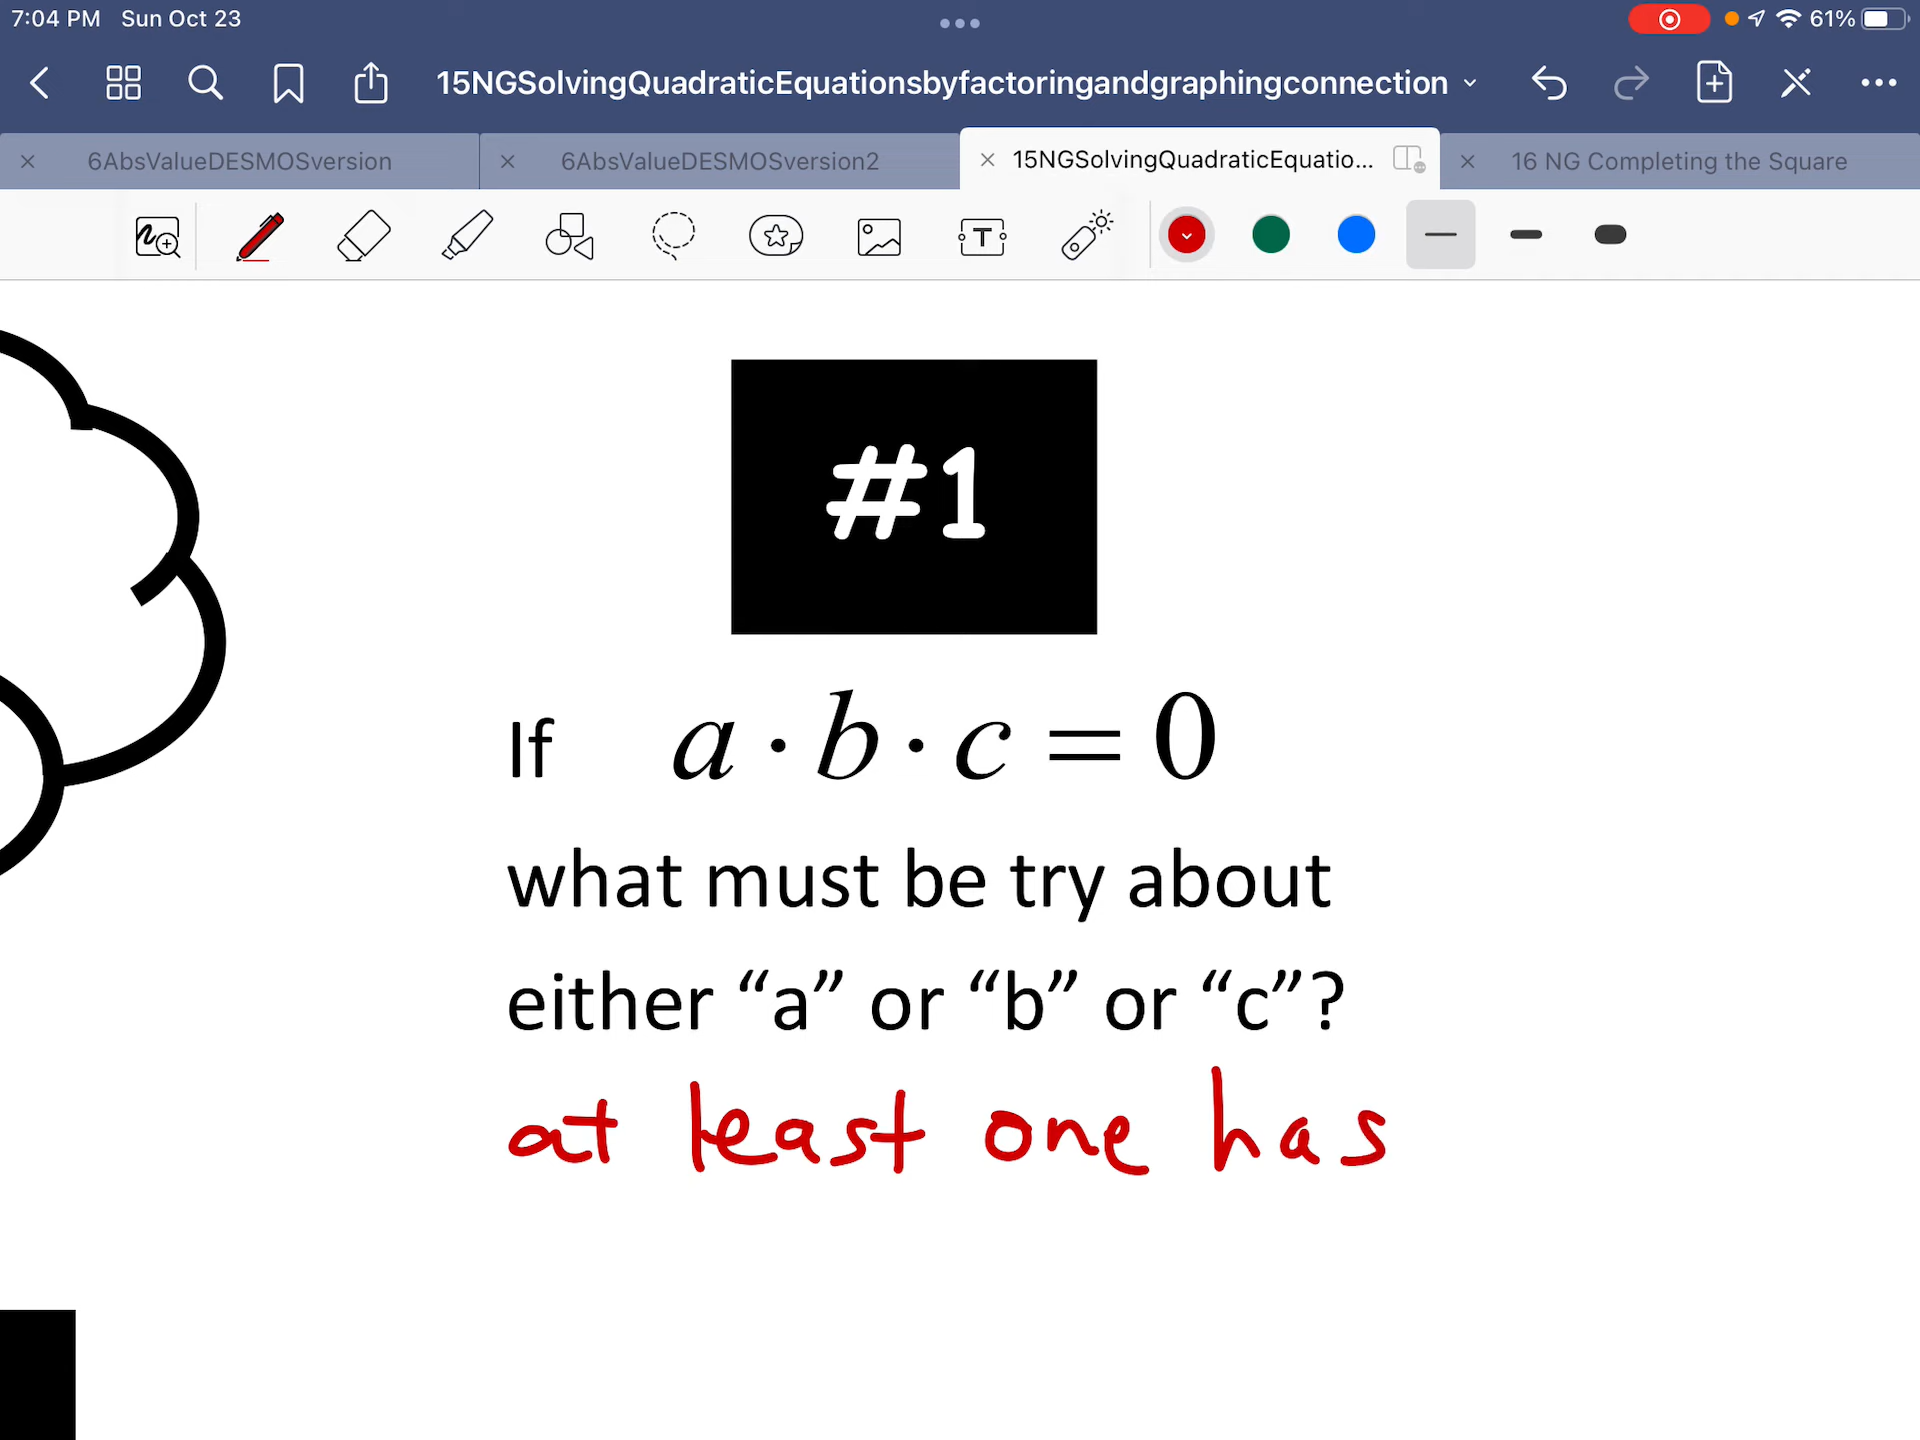 7:04 PM Sun Oct 23
61%
15NGSolvingQuadraticEquationsbyfactoringandgraphingconnection
6AbsValueDESMOSversion
6AbsValueDESMOSversion2
15NGSolvingQuadraticEquatio...
16 NG Completing the Square
#1
If a · b · c = 0
what must be try about
either “a” or “b” or “c”?
at least one has